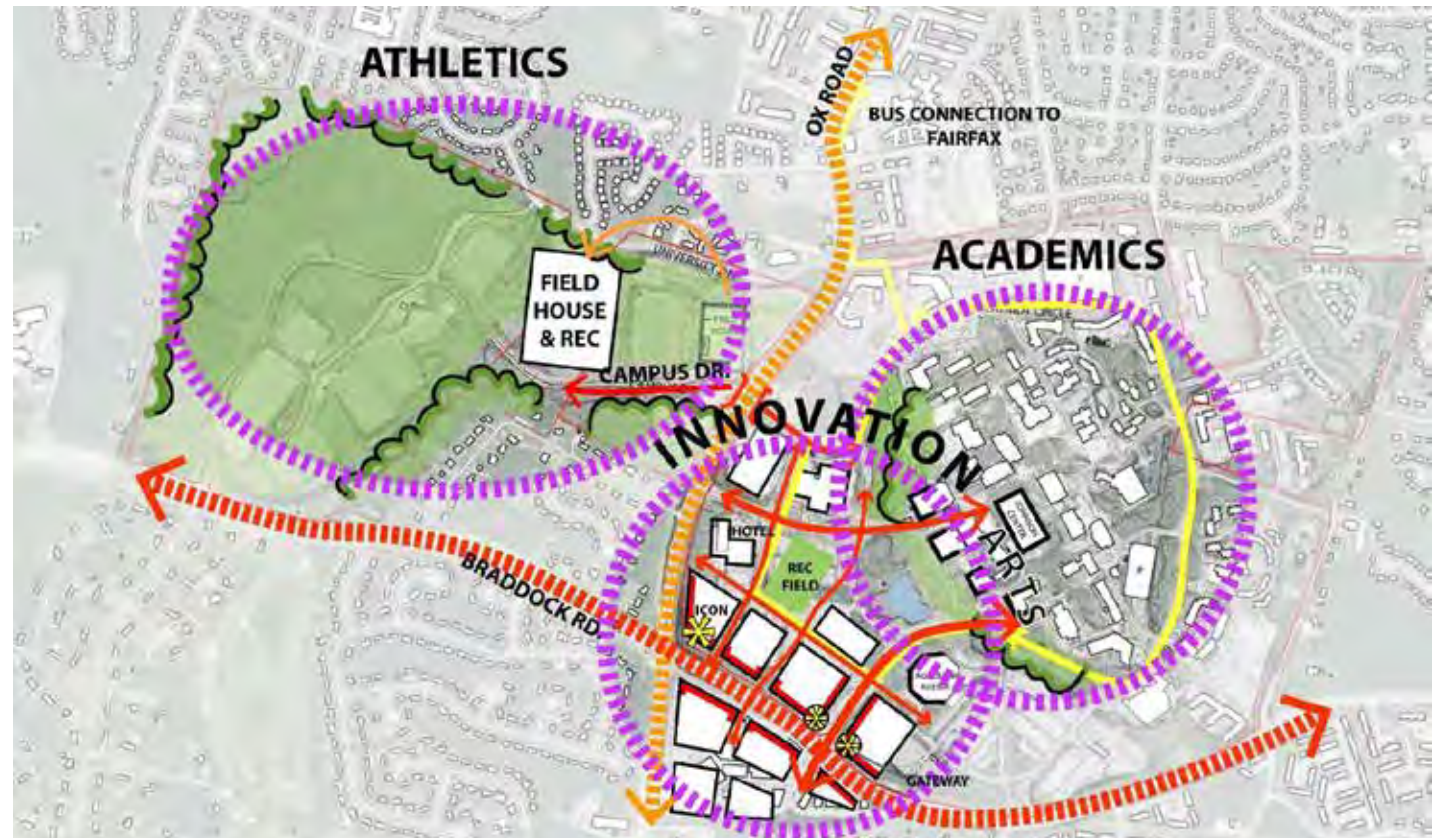 ATHLETICS
OX ROAD
BUS CONNECTION TO
FAIRFAX
ACADEMICS
FIELD
HOUSE
& REC
CAMPUS DR.
INNOVATION
ARTS
HOTEL
REC
FIELD
ICON
BRADDOCK RD.
GATEWAY